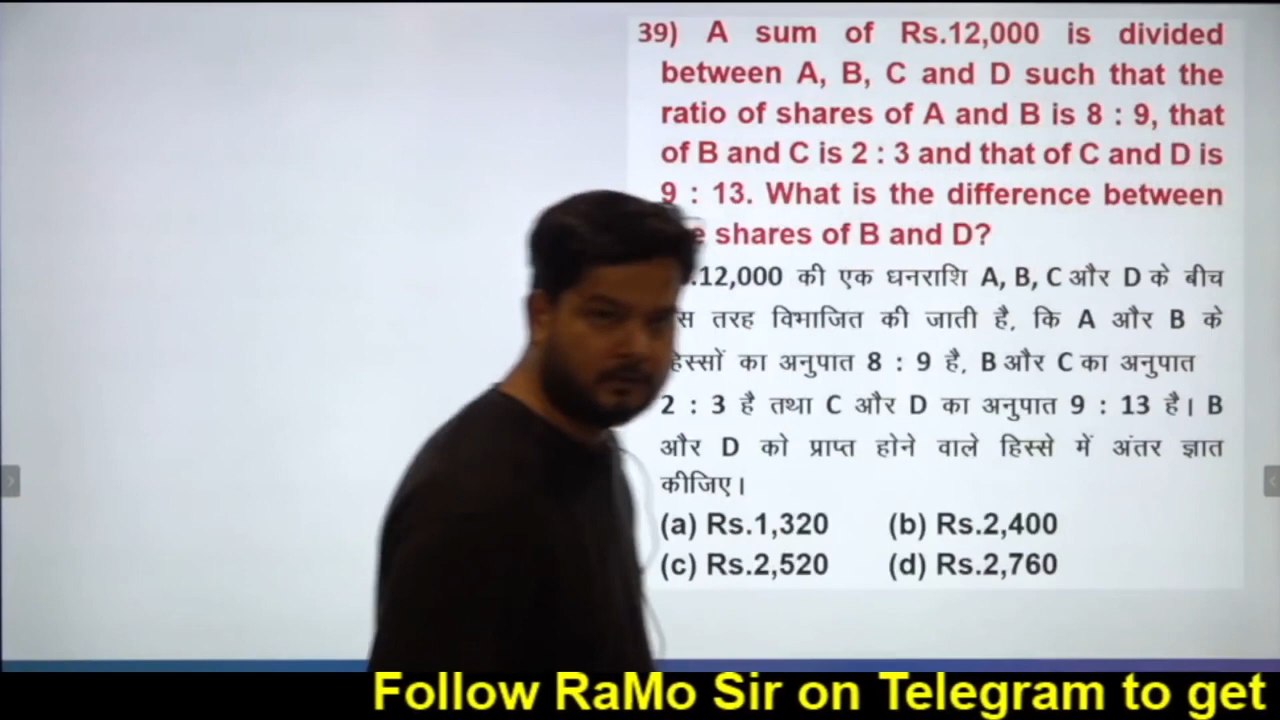 39) A sum of Rs.12,000 is divided
between A, B, C and D such that the
ratio of shares of A and B is 8 : 9, that
of B and C is 2 : 3 and that of C and D is
9 : 13. What is the difference between
shares of B and D?
.12,000 की एक धनराशि A, B, C और D के बीच
तरह विभाजित की जाती है, कि A और B के
हिस्सों का अनुपात 8 : 9 है, B और C का अनुपात
2 : 3 है तथा C और D का अनुपात 9 : 13 है। B
और D को प्राप्त होने वाले हिस्से में अंतर ज्ञात
कीजिए।
(a) Rs.1,320 (b) Rs.2,400
(c) Rs.2,520 (d) Rs.2,760
Follow RaMo Sir on Telegram to get